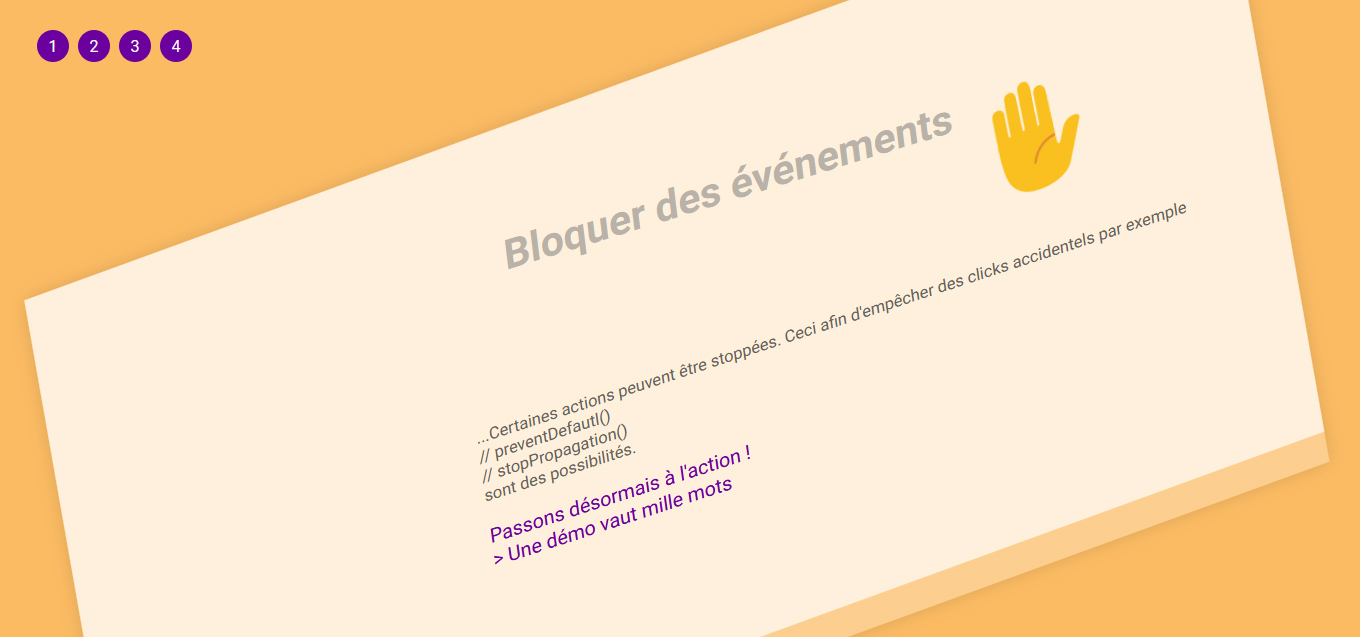 1 2 3 4
Bloquer des événements
...Certaines actions peuvent être stoppées. Ceci afin d'empêcher des clicks accidentels par exemple
// preventDefautl()
// stopPropagation()
sont des possibilités.
Passons désormais à l'action !
> Une démo vaut mille mots